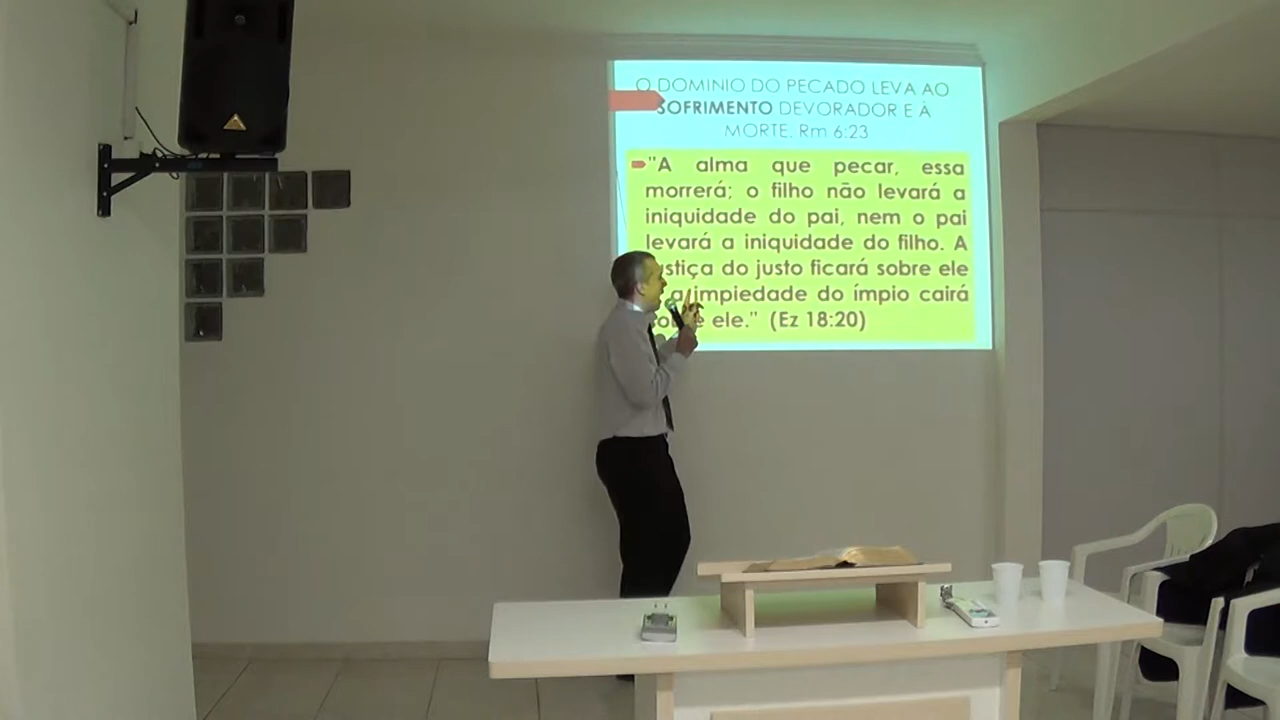 O DOMINIO DO PECADO LEVA AO
SOFRIMENTO DEVORADOR E À
MORTE. Rm 6:23
"A alma que pecar, essa
morrerá; o filho não levará a
iniquidade do pai, nem o pai
levará a iniquidade do filho. A
stiça do justo ficará sobre ele
a impiedade do ímpio cairá
sobre ele." (Ez 18:20)